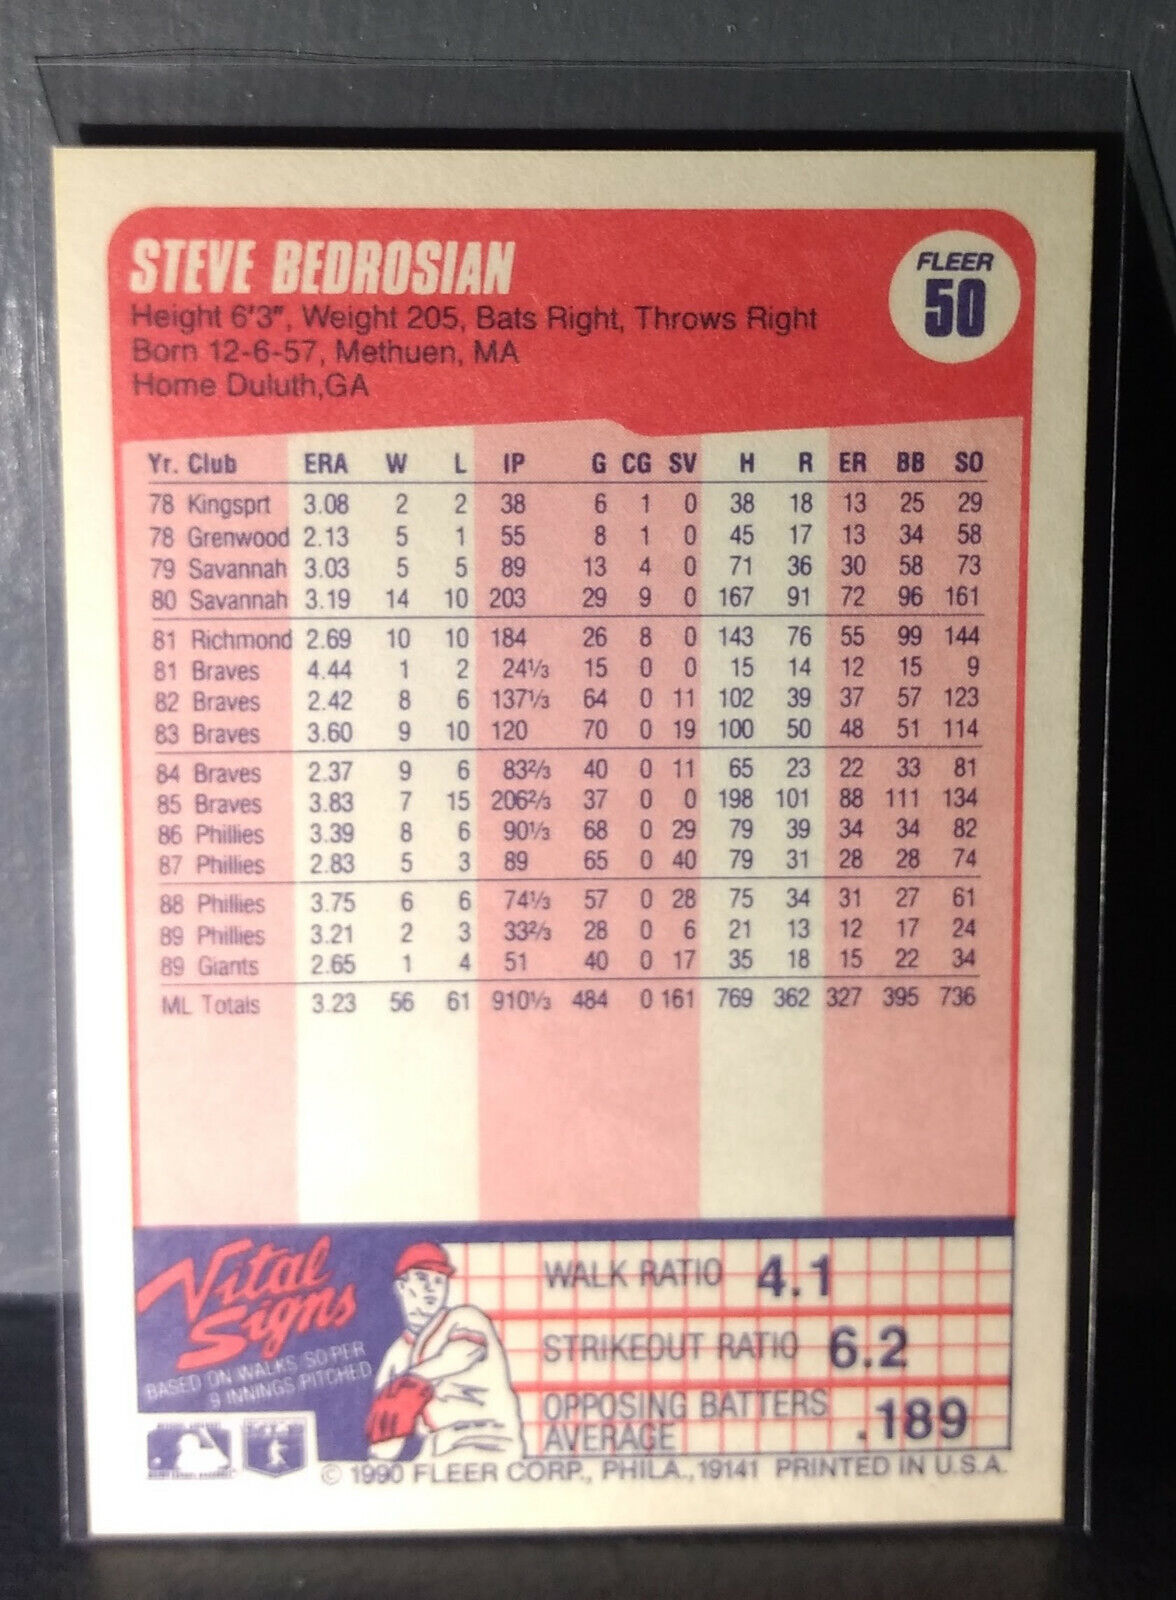 STEVE BEDROSIAN
FLEER
50
Height 6'3", Weight 205, Bats Right, Throws Right
Born 12-6-57, Methuen, MA
Home Duluth,GA
Yr. Club ERA W L IP G CG SV H R ER BB SO
78 Kingsprt 3.08 2 2 38 6 1 0 38 18 13 25 29
78 Grenwood 2.13 5 1 55 8 1 0 45 17 13 34 58
79 Savannah 3.03 5 5 89 13 4 0 71 36 30 58 73
80 Savannah 3.19 14 10 203 29 9 0 167 91 72 96 161
81 Richmond 2.69 10 10 184 26 8 0 143 76 55 99 144
81 Braves 4.44 1 2 24⅓ 15 0 0 15 14 12 15 9
82 Braves 2.42 8 6 137⅓ 64 0 11 102 39 37 57 123
83 Braves 3.60 9 10 120 70 0 19 100 50 48 51 114
84 Braves 2.37 9 6 83⅔ 40 0 11 65 23 22 33 81
85 Braves 3.83 7 15 206⅔ 37 0 0 198 101 88 111 134
86 Phillies 3.39 8 6 90⅓ 68 0 29 79 39 34 34 82
87 Phillies 2.83 5 3 89 65 0 40 79 31 28 28 74
88 Phillies 3.75 6 6 74⅓ 57 0 28 75 34 31 27 61
89 Phillies 3.21 2 3 33⅔ 28 0 6 21 13 12 17 24
89 Giants 2.65 1 4 51 40 0 17 35 18 15 22 34
ML Totals 3.23 56 61 910⅓ 484 0 161 769 362 327 395 736
Vital
Signs
BASED ON WALKS/SO PER
9 INNINGS PITCHED
WALK RATIO 4.1
STRIKEOUT RATIO 6.2
OPPOSING BATTERS
AVERAGE .189
© 1990 FLEER CORP., PHILA., 19141 PRINTED IN U.S.A.